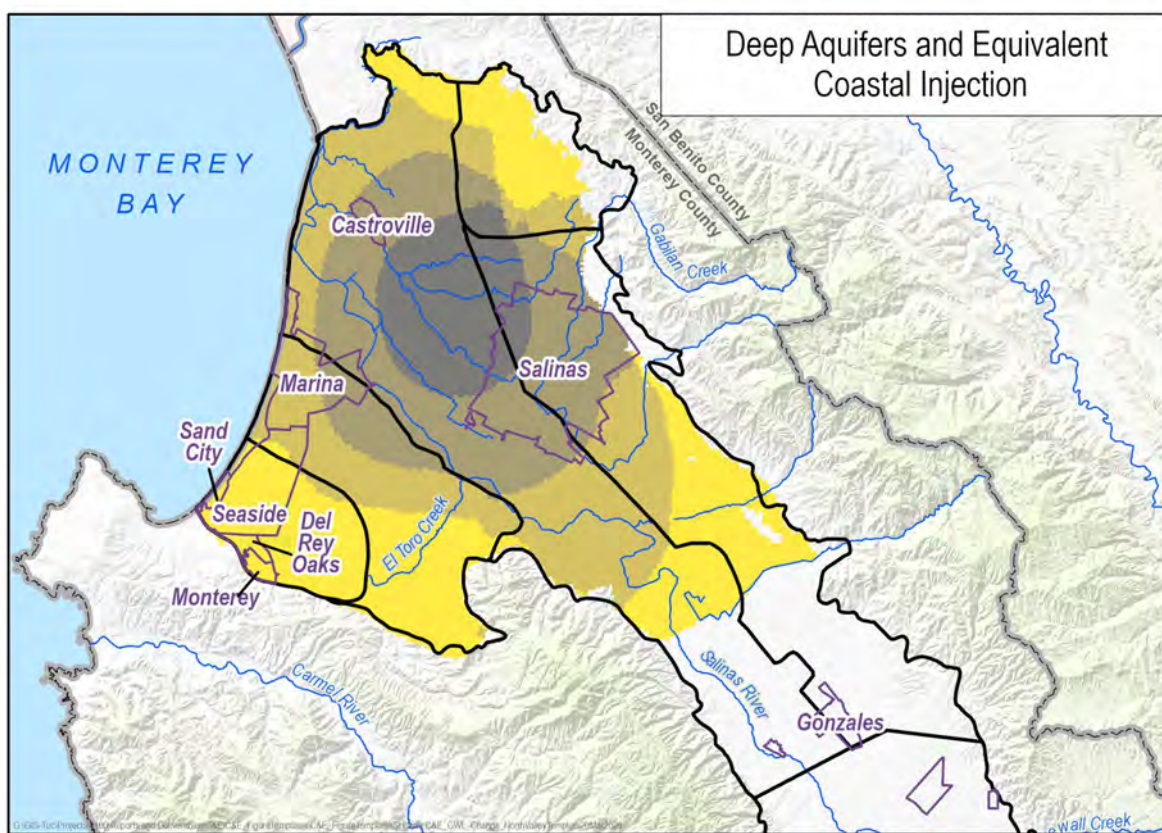 Deep Aquifers and Equivalent
Coastal Injection
San Benito County
Monterey County
MONTEREY
BAY
Castroville
Gabilan Creek
Salinas
Marina
Sand
City
Seaside
Del
Rey
Oaks
El Toro Creek
Monterey
Carmel River
Salinas River
Gonzales
wall Creek